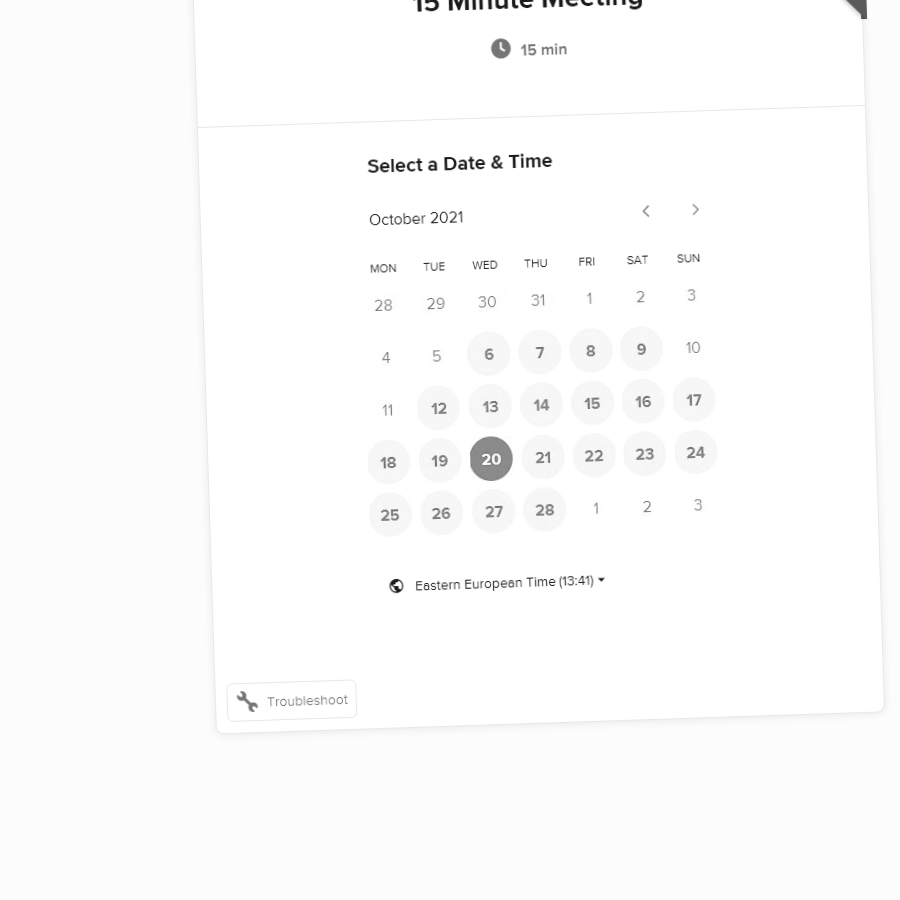 15 Minute Meeting
15 min
Select a Date & Time
October 2021
MON TUE WED THU FRI SAT SUN
28 29 30 31 1 2 3
4 5 6 7 8 9 10
11 12 13 14 15 16 17
18 19 20 21 22 23 24
25 26 27 28 1 2 3
Eastern European Time (13:41)
Troubleshoot